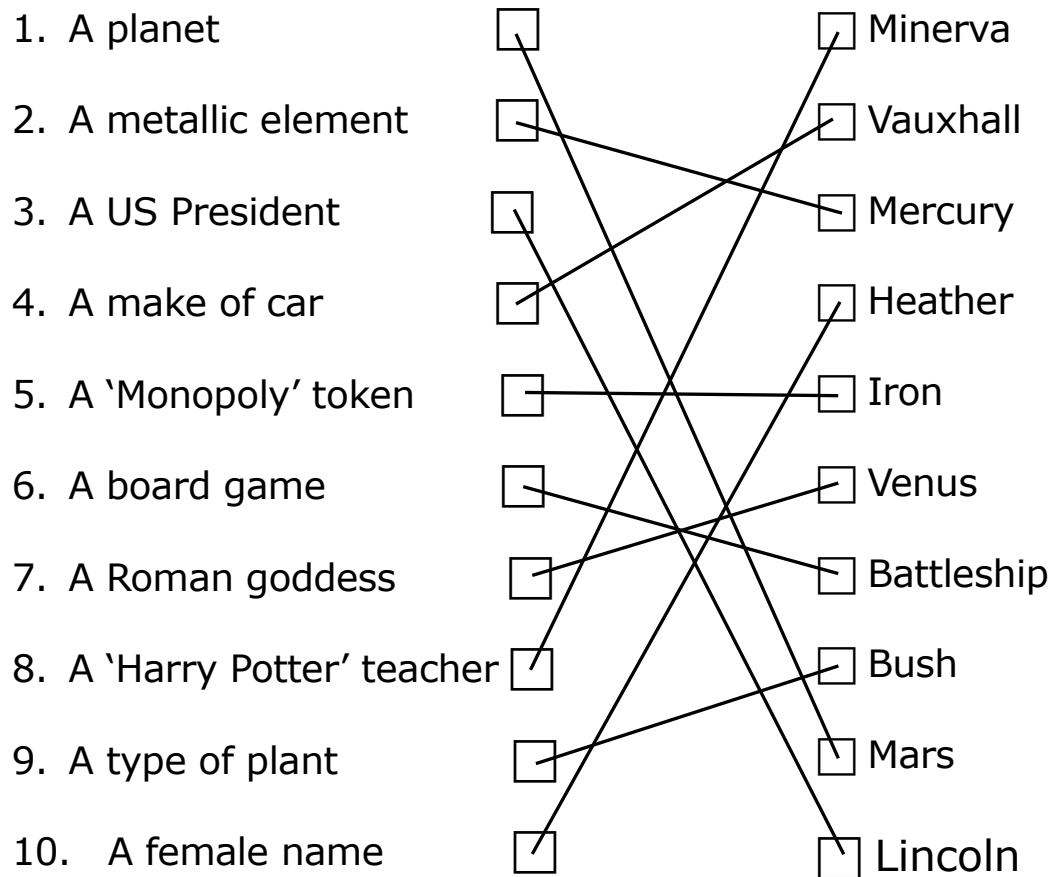 1. A planet Minerva
2. A metallic element Vauxhall
3. A US President Mercury
4. A make of car Heather
5. A ‘Monopoly’ token Iron
6. A board game Venus
7. A Roman goddess Battleship
8. A ‘Harry Potter’ teacher Bush
9. A type of plant Mars
10. A female name Lincoln